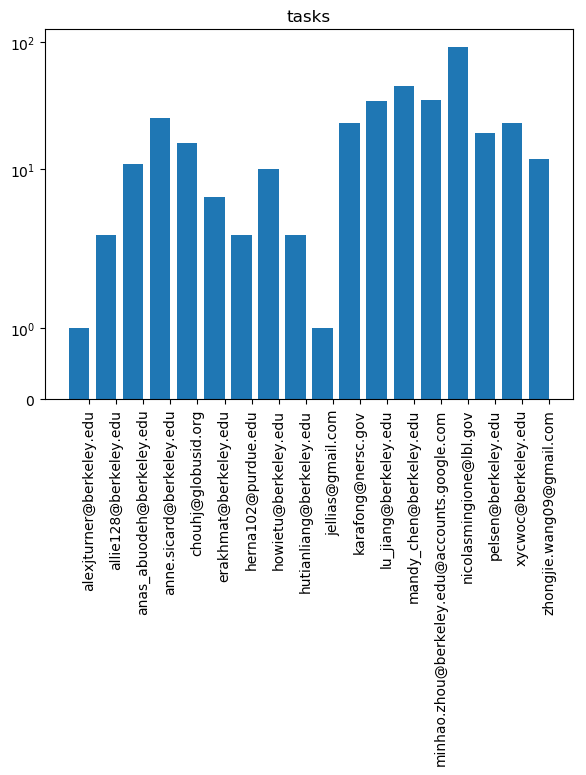 tasks
10²
10¹
10⁰
0
alexjturner@berkeley.edu
allie128@berkeley.edu
anas_abuodeh@berkeley.edu
anne.sicard@berkeley.edu
chouhj@globusid.org
erakhmat@berkeley.edu
herna102@purdue.edu
howietu@berkeley.edu
hutianliang@berkeley.edu
jellias@gmail.com
karafong@nersc.gov
lu_jiang@berkeley.edu
mandy_chen@berkeley.edu
minhao.zhou@berkeley.edu@accounts.google.com
nicolasmingione@lbl.gov
pelsen@berkeley.edu
xycwoc@berkeley.edu
zhongjie.wang09@gmail.com